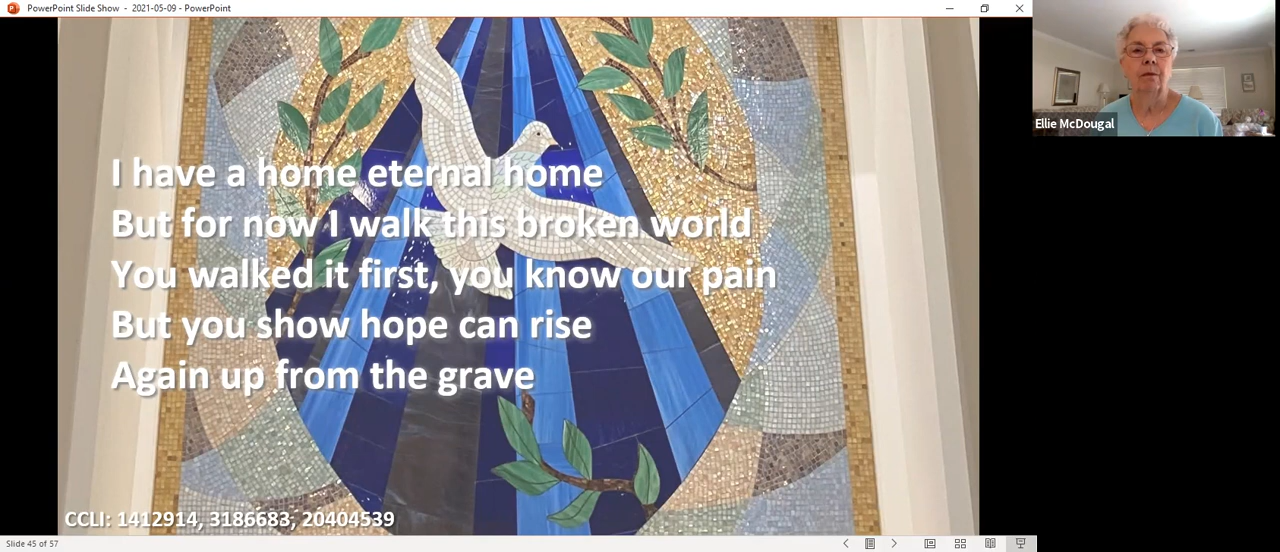 PowerPoint Slide Show - 2021-05-09 - PowerPoint
Ellie McDougal
I have a home eternal home
But for now I walk this broken world
You walked it first, you know our pain
But you show hope can rise
Again up from the grave
CCLI: 1412914, 3186683, 20404539
Slide 45 of 57